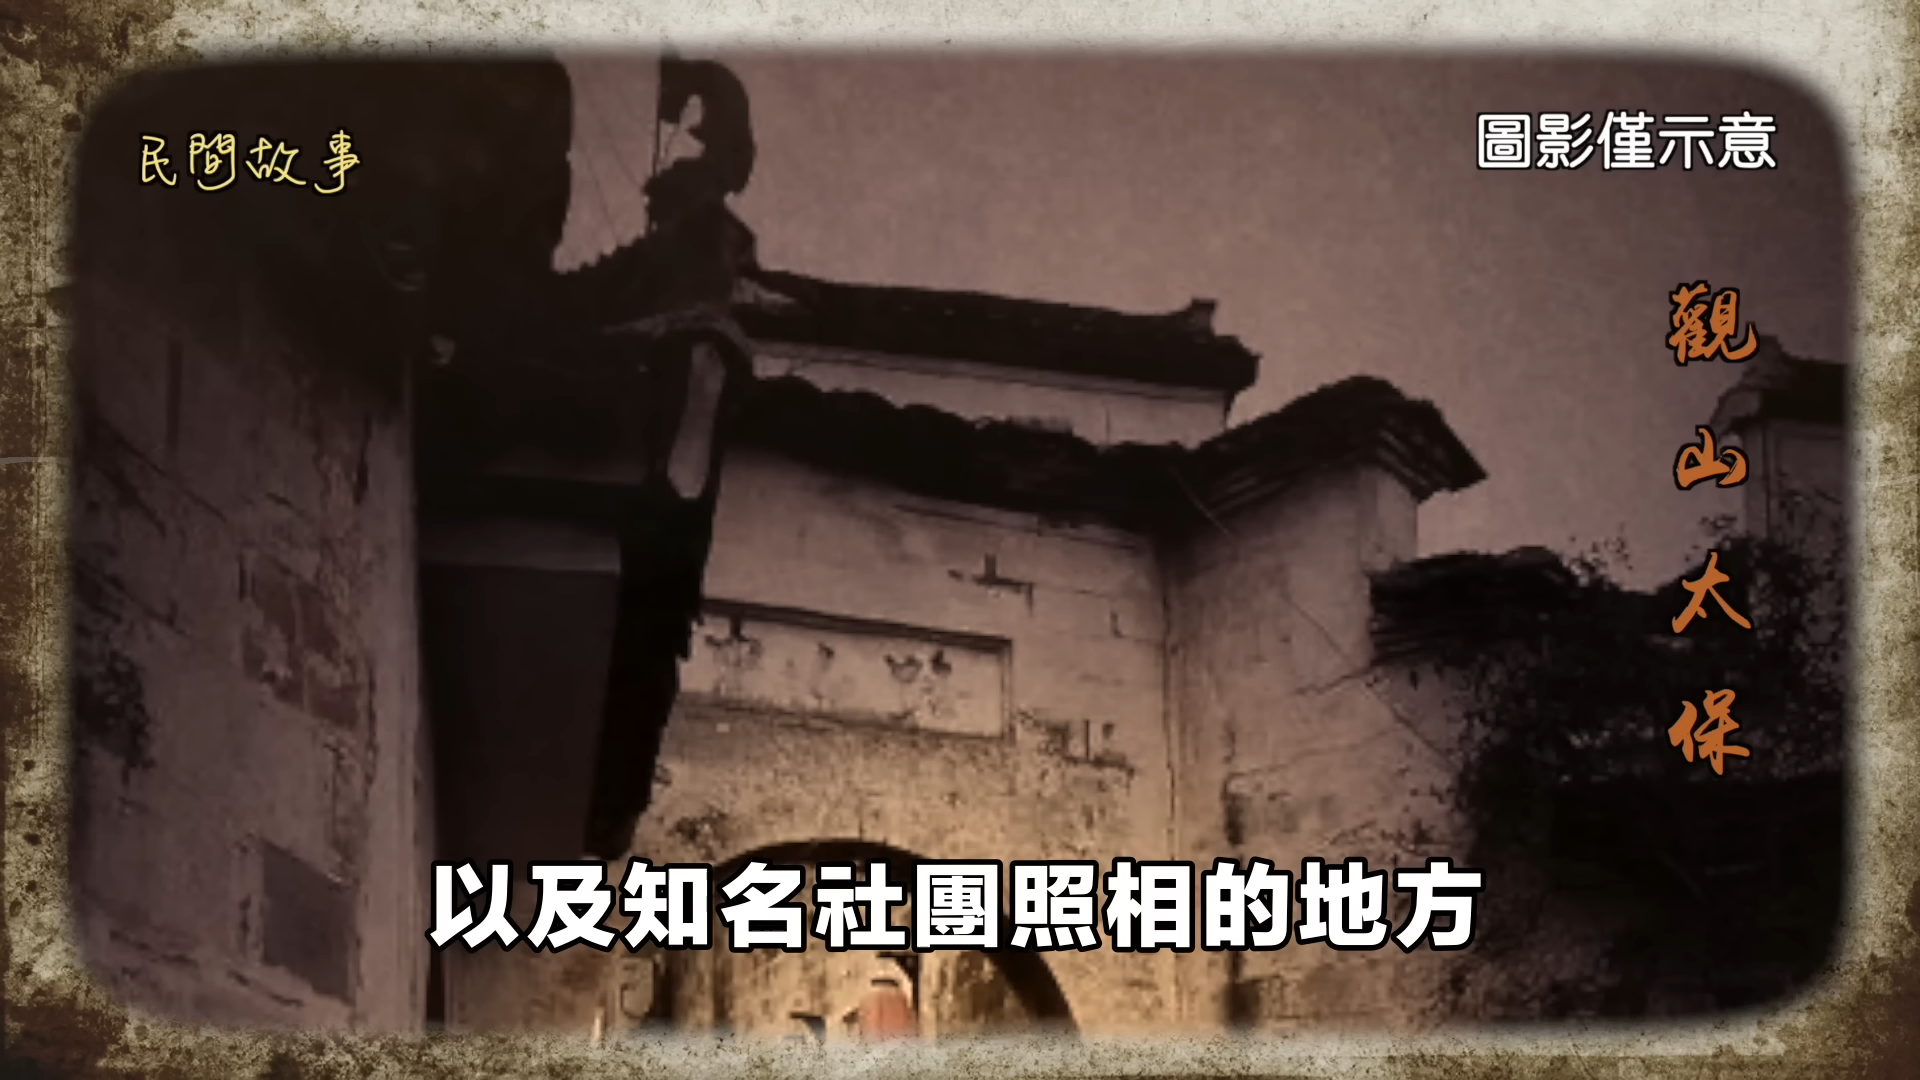 民間故事
圖影僅示意
觀山太保
以及知名社團照相的地方